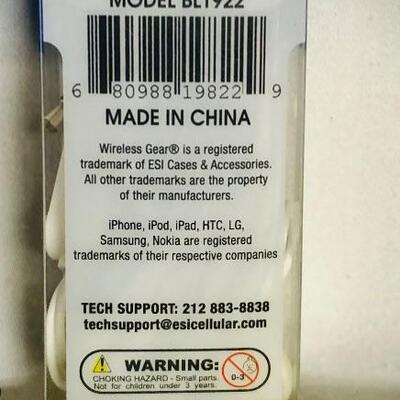 MODEL BLT922
6 80988 19822 9
MADE IN CHINA
Wireless Gear® is a registered
trademark of ESI Cases & Accessories.
All other trademarks are the property
of their manufacturers.
iPhone, iPod, iPad, HTC, LG,
Samsung, Nokia are registered
trademarks of their respective companies
TECH SUPPORT: 212 883-8838
techsupport@esicellular.com
WARNING:
CHOKING HAZARD - Small parts.
Not for children under 3 years.
0-3